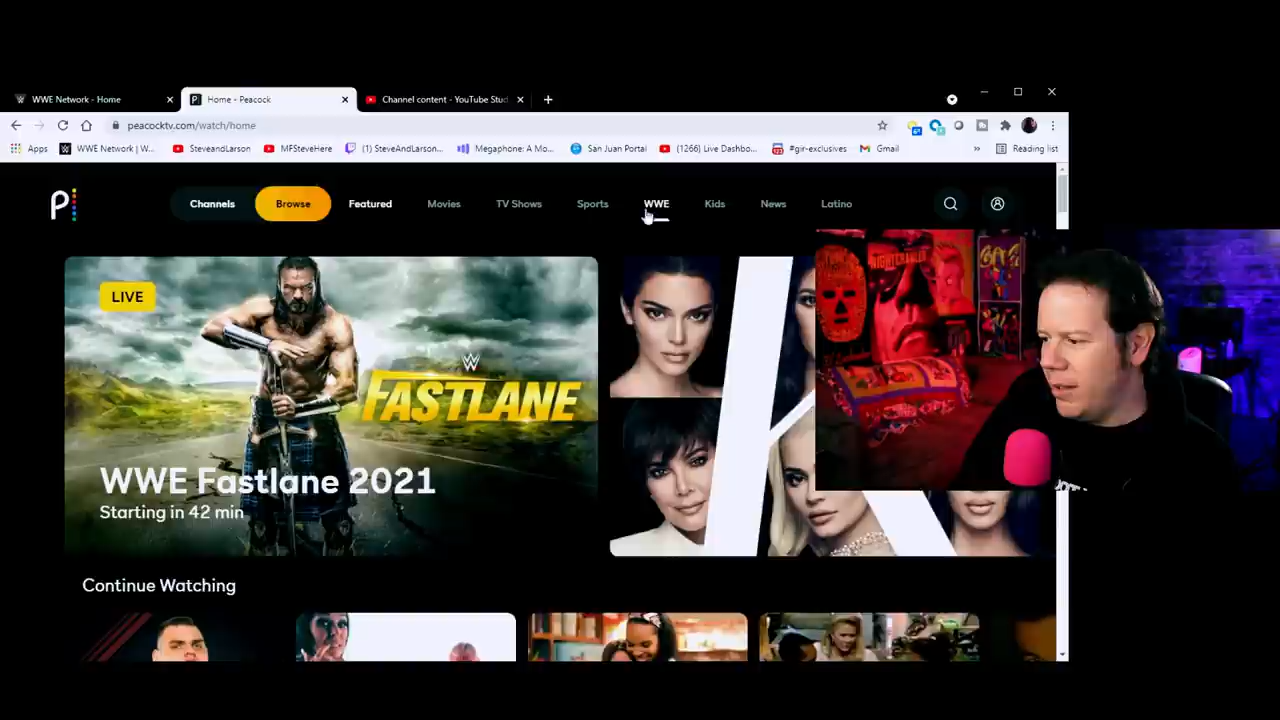 WWE Network - Home
Home - Peacock
Channel content - YouTube Stud
peacocktv.com/watch/home
Apps
WWE Network | W...
SteveandLarson
MFSteveHere
(1) SteveAndLarson...
Megaphone: A Mo...
San Juan Portal
(1266) Live Dashbo...
#gir-exclusives
Gmail
»
Reading list
P
Channels
Browse
Featured
Movies
TV Shows
Sports
WWE
Kids
News
Latino
LIVE
W
FASTLANE
WWE Fastlane 2021
Starting in 42 min
NIGHTCRAWLER
Continue Watching